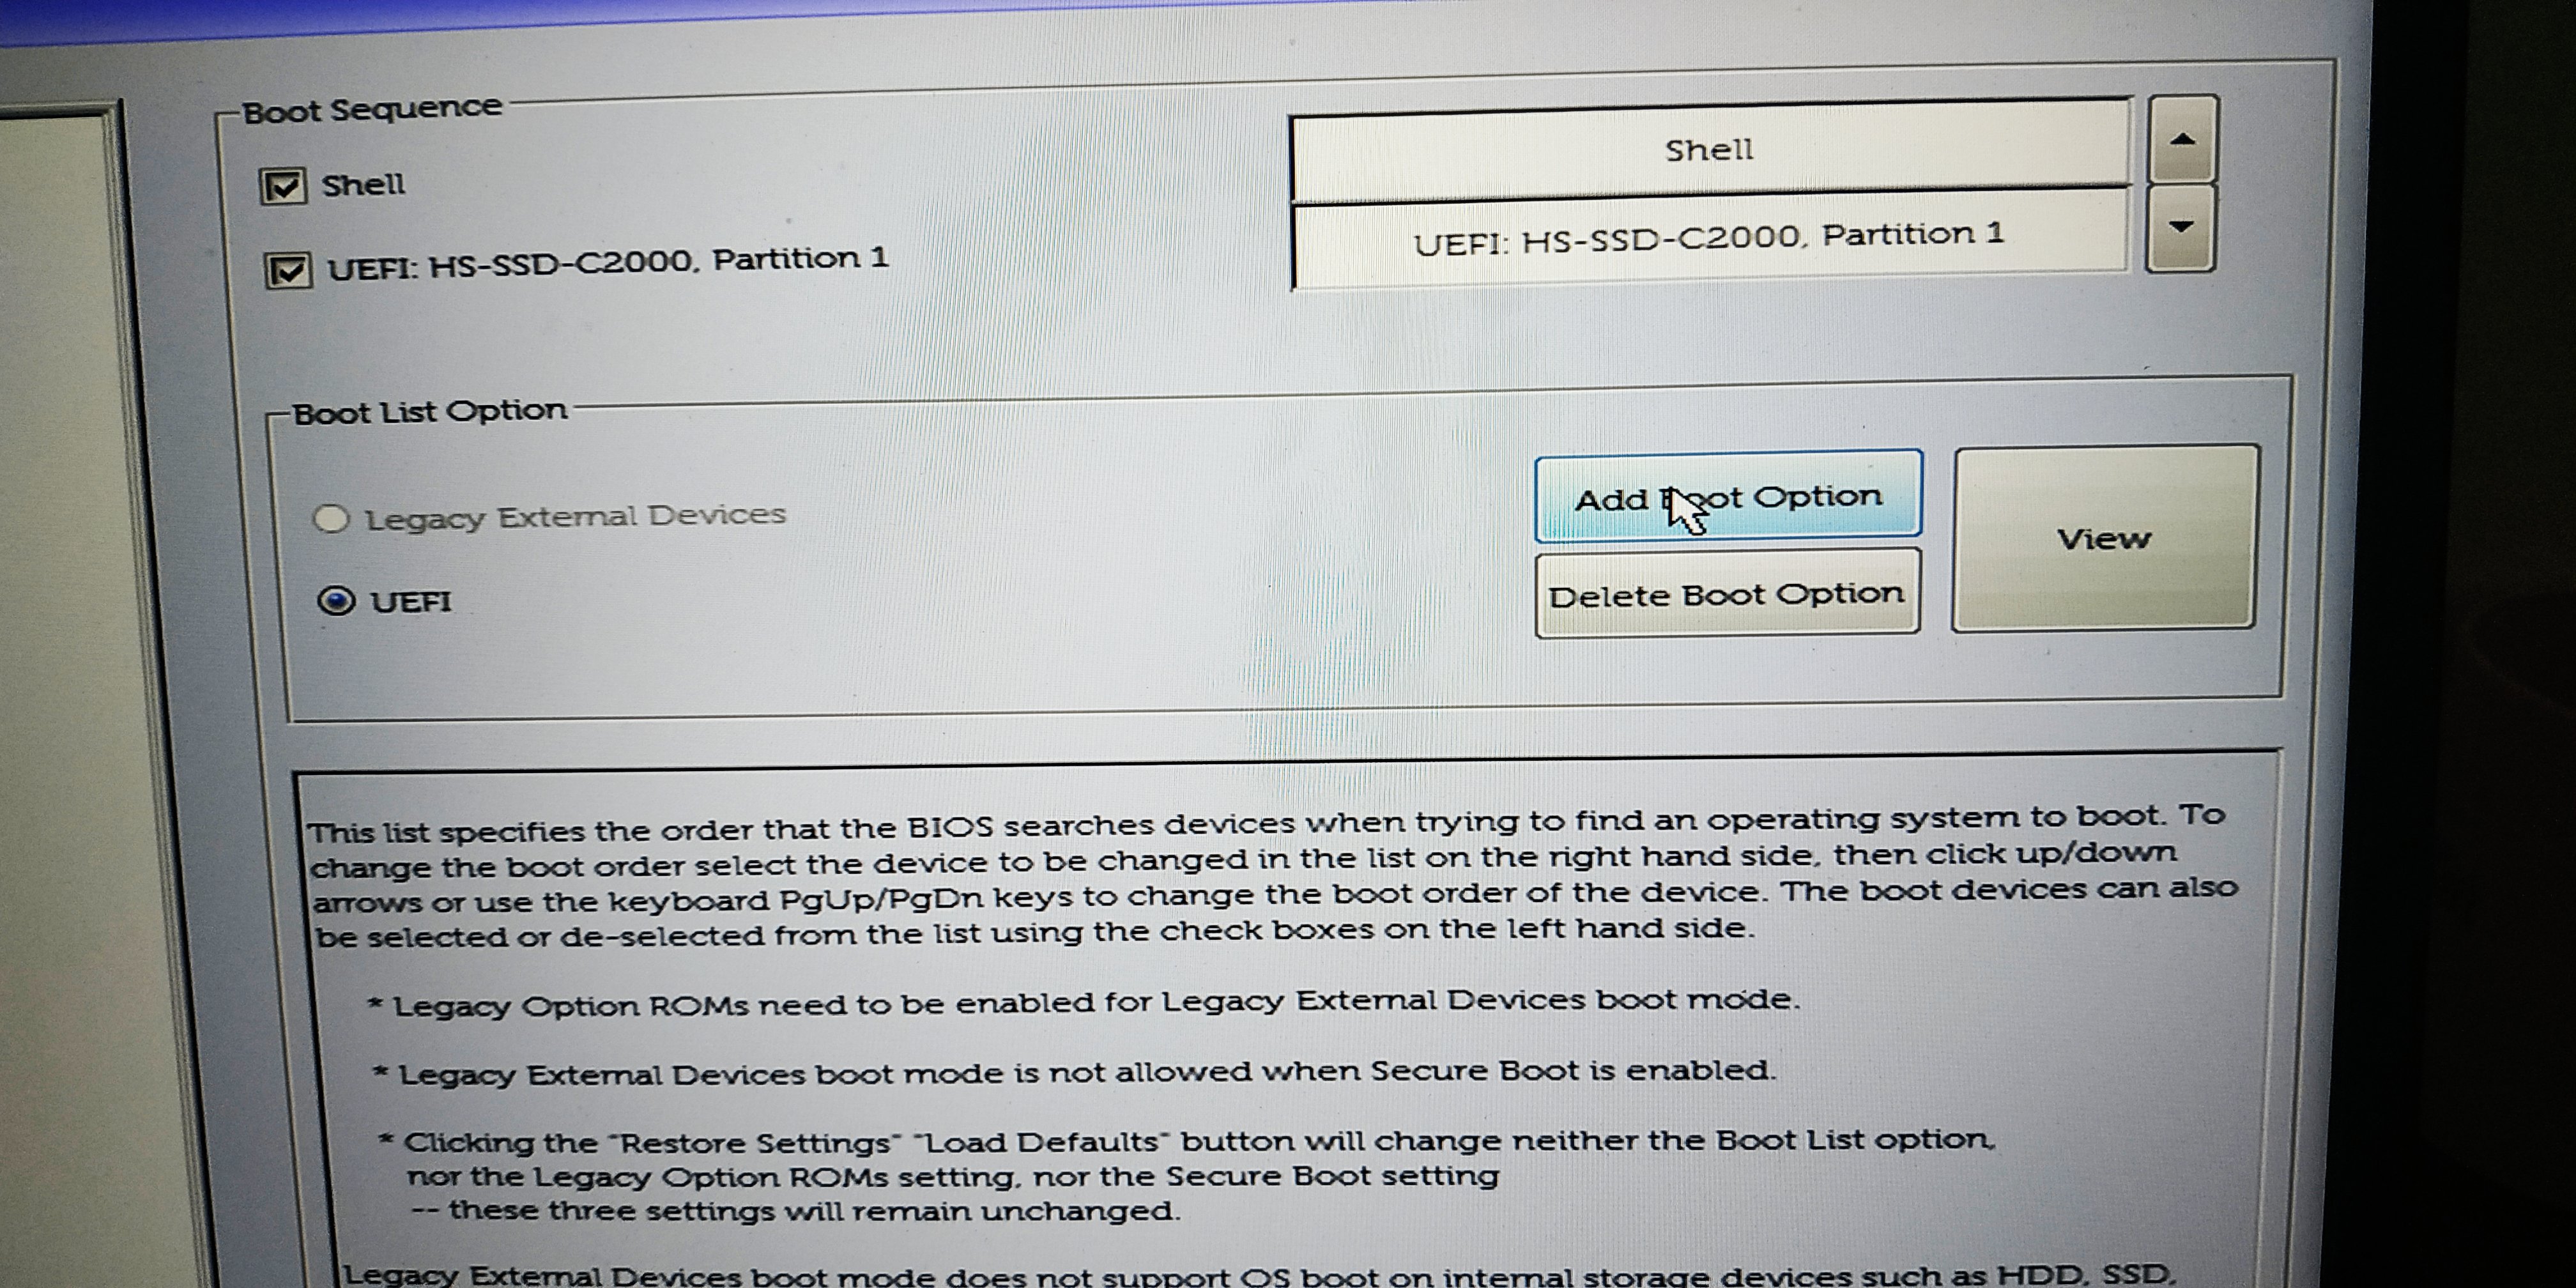 Boot Sequence
Shell
UEFI: HS-SSD-C2000, Partition 1
Shell
UEFI: HS-SSD-C2000, Partition 1
Boot List Option
Legacy External Devices
UEFI
Add Boot Option
Delete Boot Option
View
This list specifies the order that the BIOS searches devices when trying to find an operating system to boot. To
change the boot order select the device to be changed in the list on the right hand side, then click up/down
arrows or use the keyboard PgUp/PgDn keys to change the boot order of the device. The boot devices can also
be selected or de-selected from the list using the check boxes on the left hand side.
* Legacy Option ROMs need to be enabled for Legacy External Devices boot mode.
* Legacy External Devices boot mode is not allowed when Secure Boot is enabled.
* Clicking the "Restore Settings" "Load Defaults" button will change neither the Boot List option,
nor the Legacy Option ROMs setting, nor the Secure Boot setting
-- these three settings will remain unchanged.
Legacy External Devices boot mode does not support OS boot on internal storage devices such as HDD, SSD,